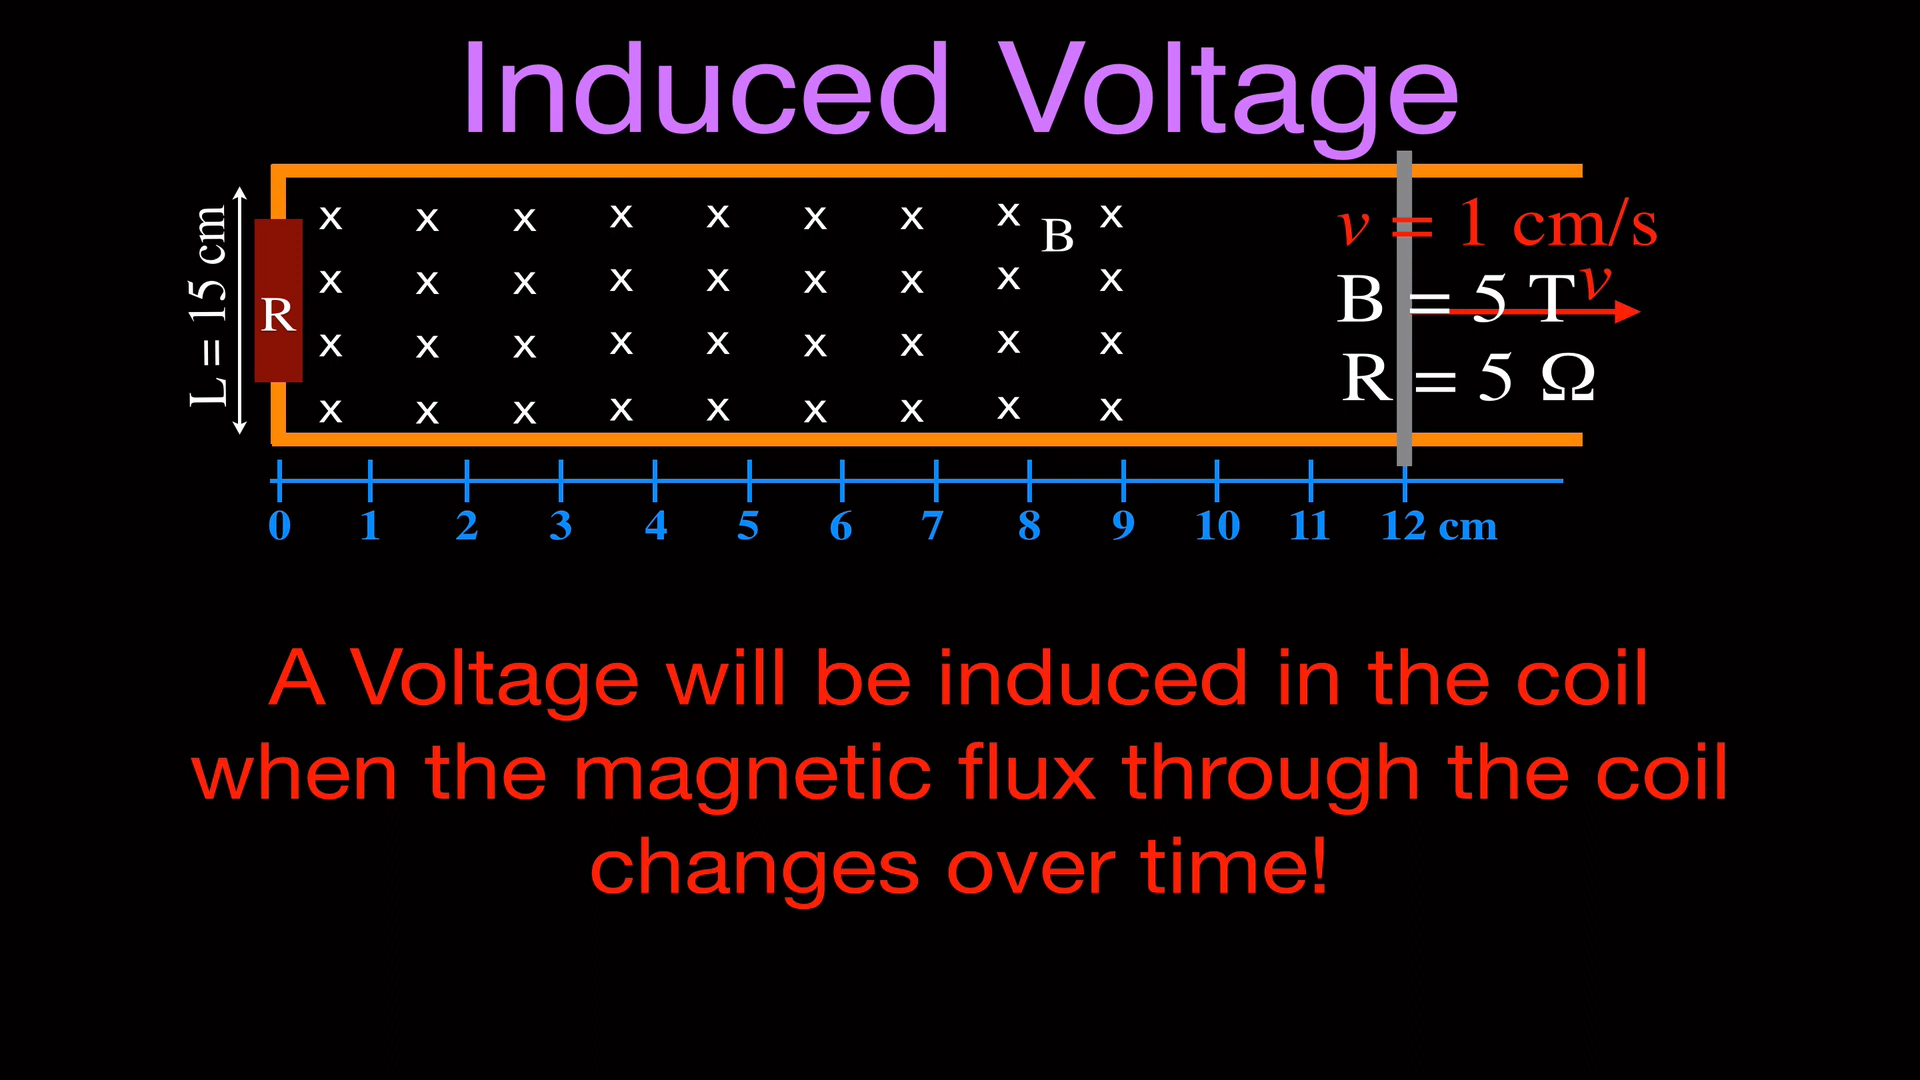 Induced Voltage
L = 15 cm
R
x x x x x x x x x
B
x x x x x x x x x
x x x x x x x x x
x x x x x x x x x
v = 1 cm/s
B = 5 T
v
R = 5 Ω
0 1 2 3 4 5 6 7 8 9 10 11 12 cm
A Voltage will be induced in the coil
when the magnetic flux through the coil
changes over time!